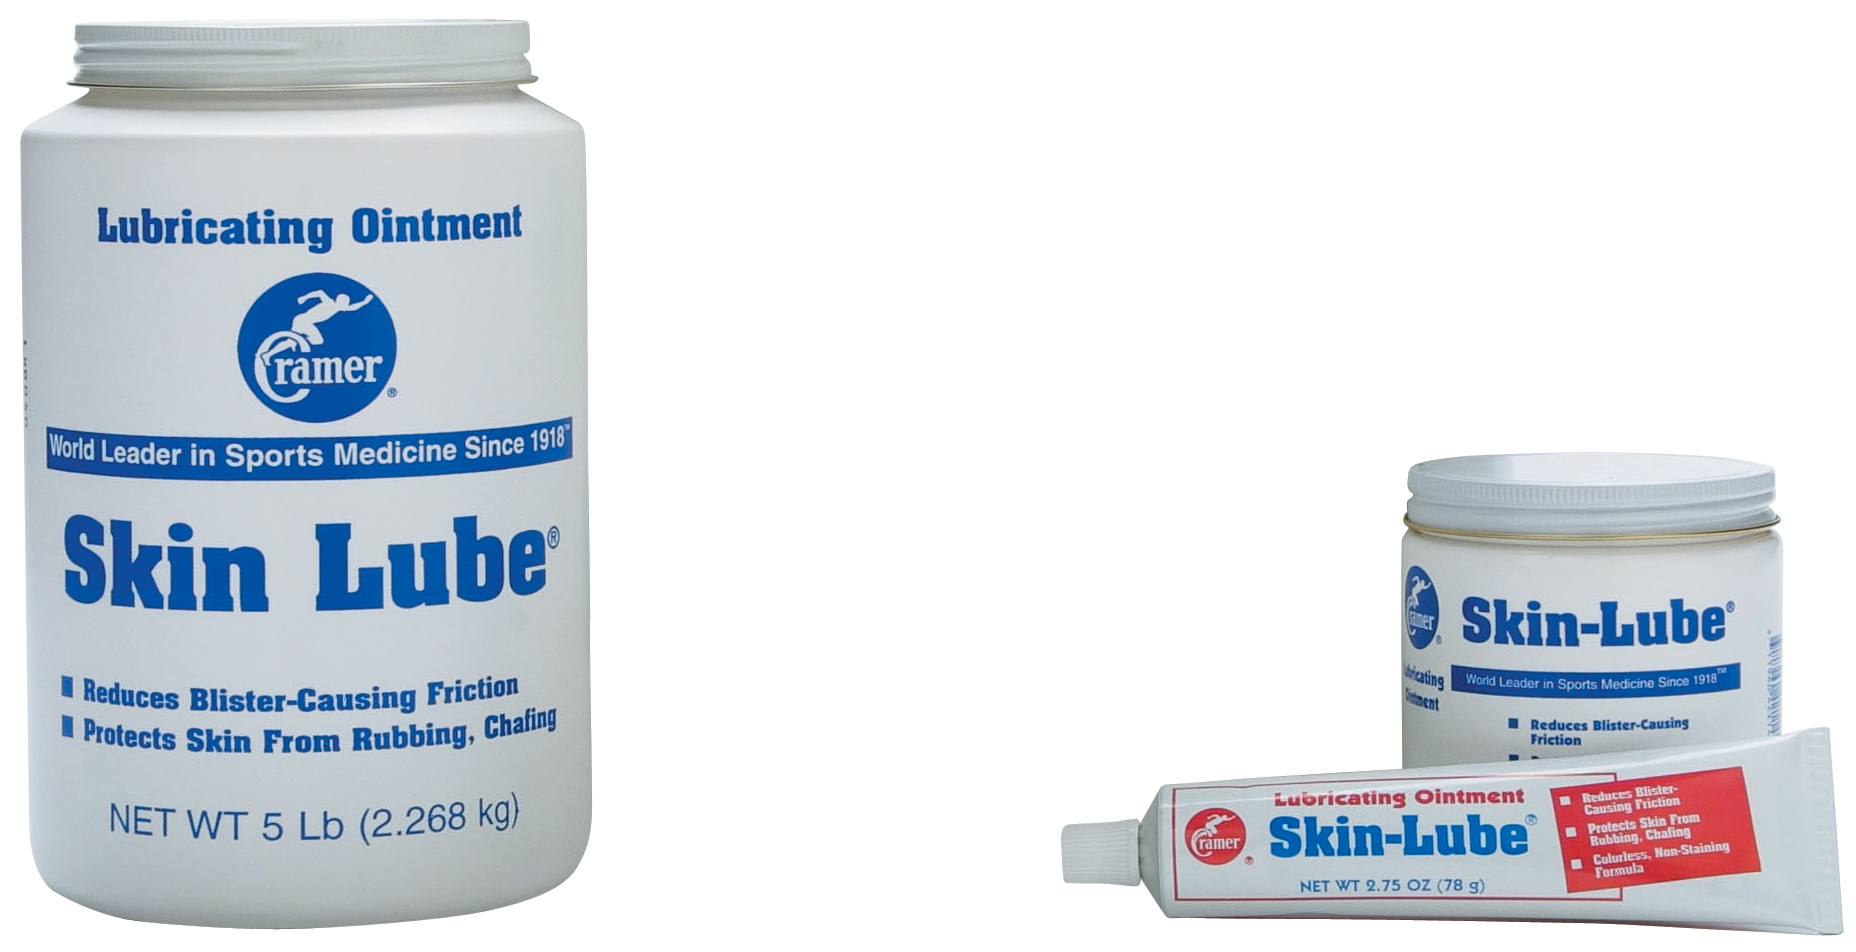 Lubricating Ointment
Cramer®
World Leader in Sports Medicine Since 1918™
Skin Lube®
Reduces Blister-Causing Friction
Protects Skin From Rubbing, Chafing
NET WT 5 Lb (2.268 kg)
Cramer®
Lubricating
Ointment
Skin-Lube®
World Leader in Sports Medicine Since 1918™
Reduces Blister-Causing
Friction
Cramer®
Lubricating Ointment
Skin-Lube®
NET WT 2.75 OZ (78 g)
Reduces Blister-
Causing Friction
Protects Skin From
Rubbing, Chafing
Colorless, Non-Staining
Formula